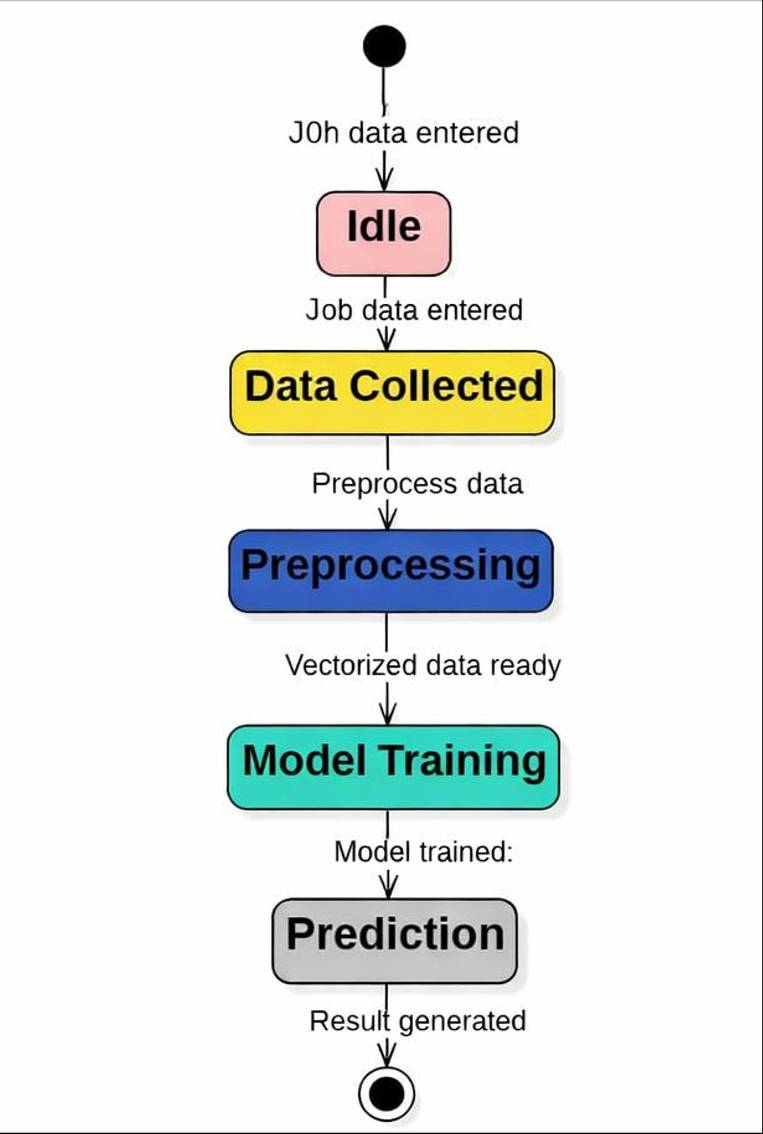 J0h data entered
Idle
Job data entered
Data Collected
Preprocess data
Preprocessing
Vectorized data ready
Model Training
Model trained:
Prediction
Result generated